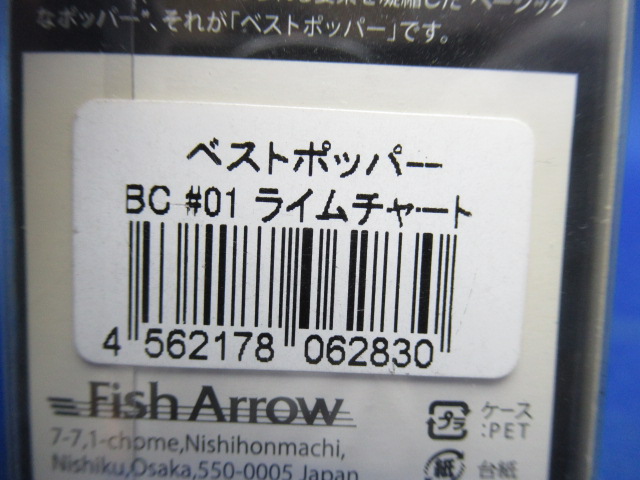 なポッパー"、それが「ベストポッパー」です。
ベストポッパー
BC #01 ライムチャート
4 562178 062830
Fish Arrow
7-7,1-chome,Nishihonmachi,
Nishiku,Osaka,550-0005 Japan
プラ
ケース
:PET
紙
台紙